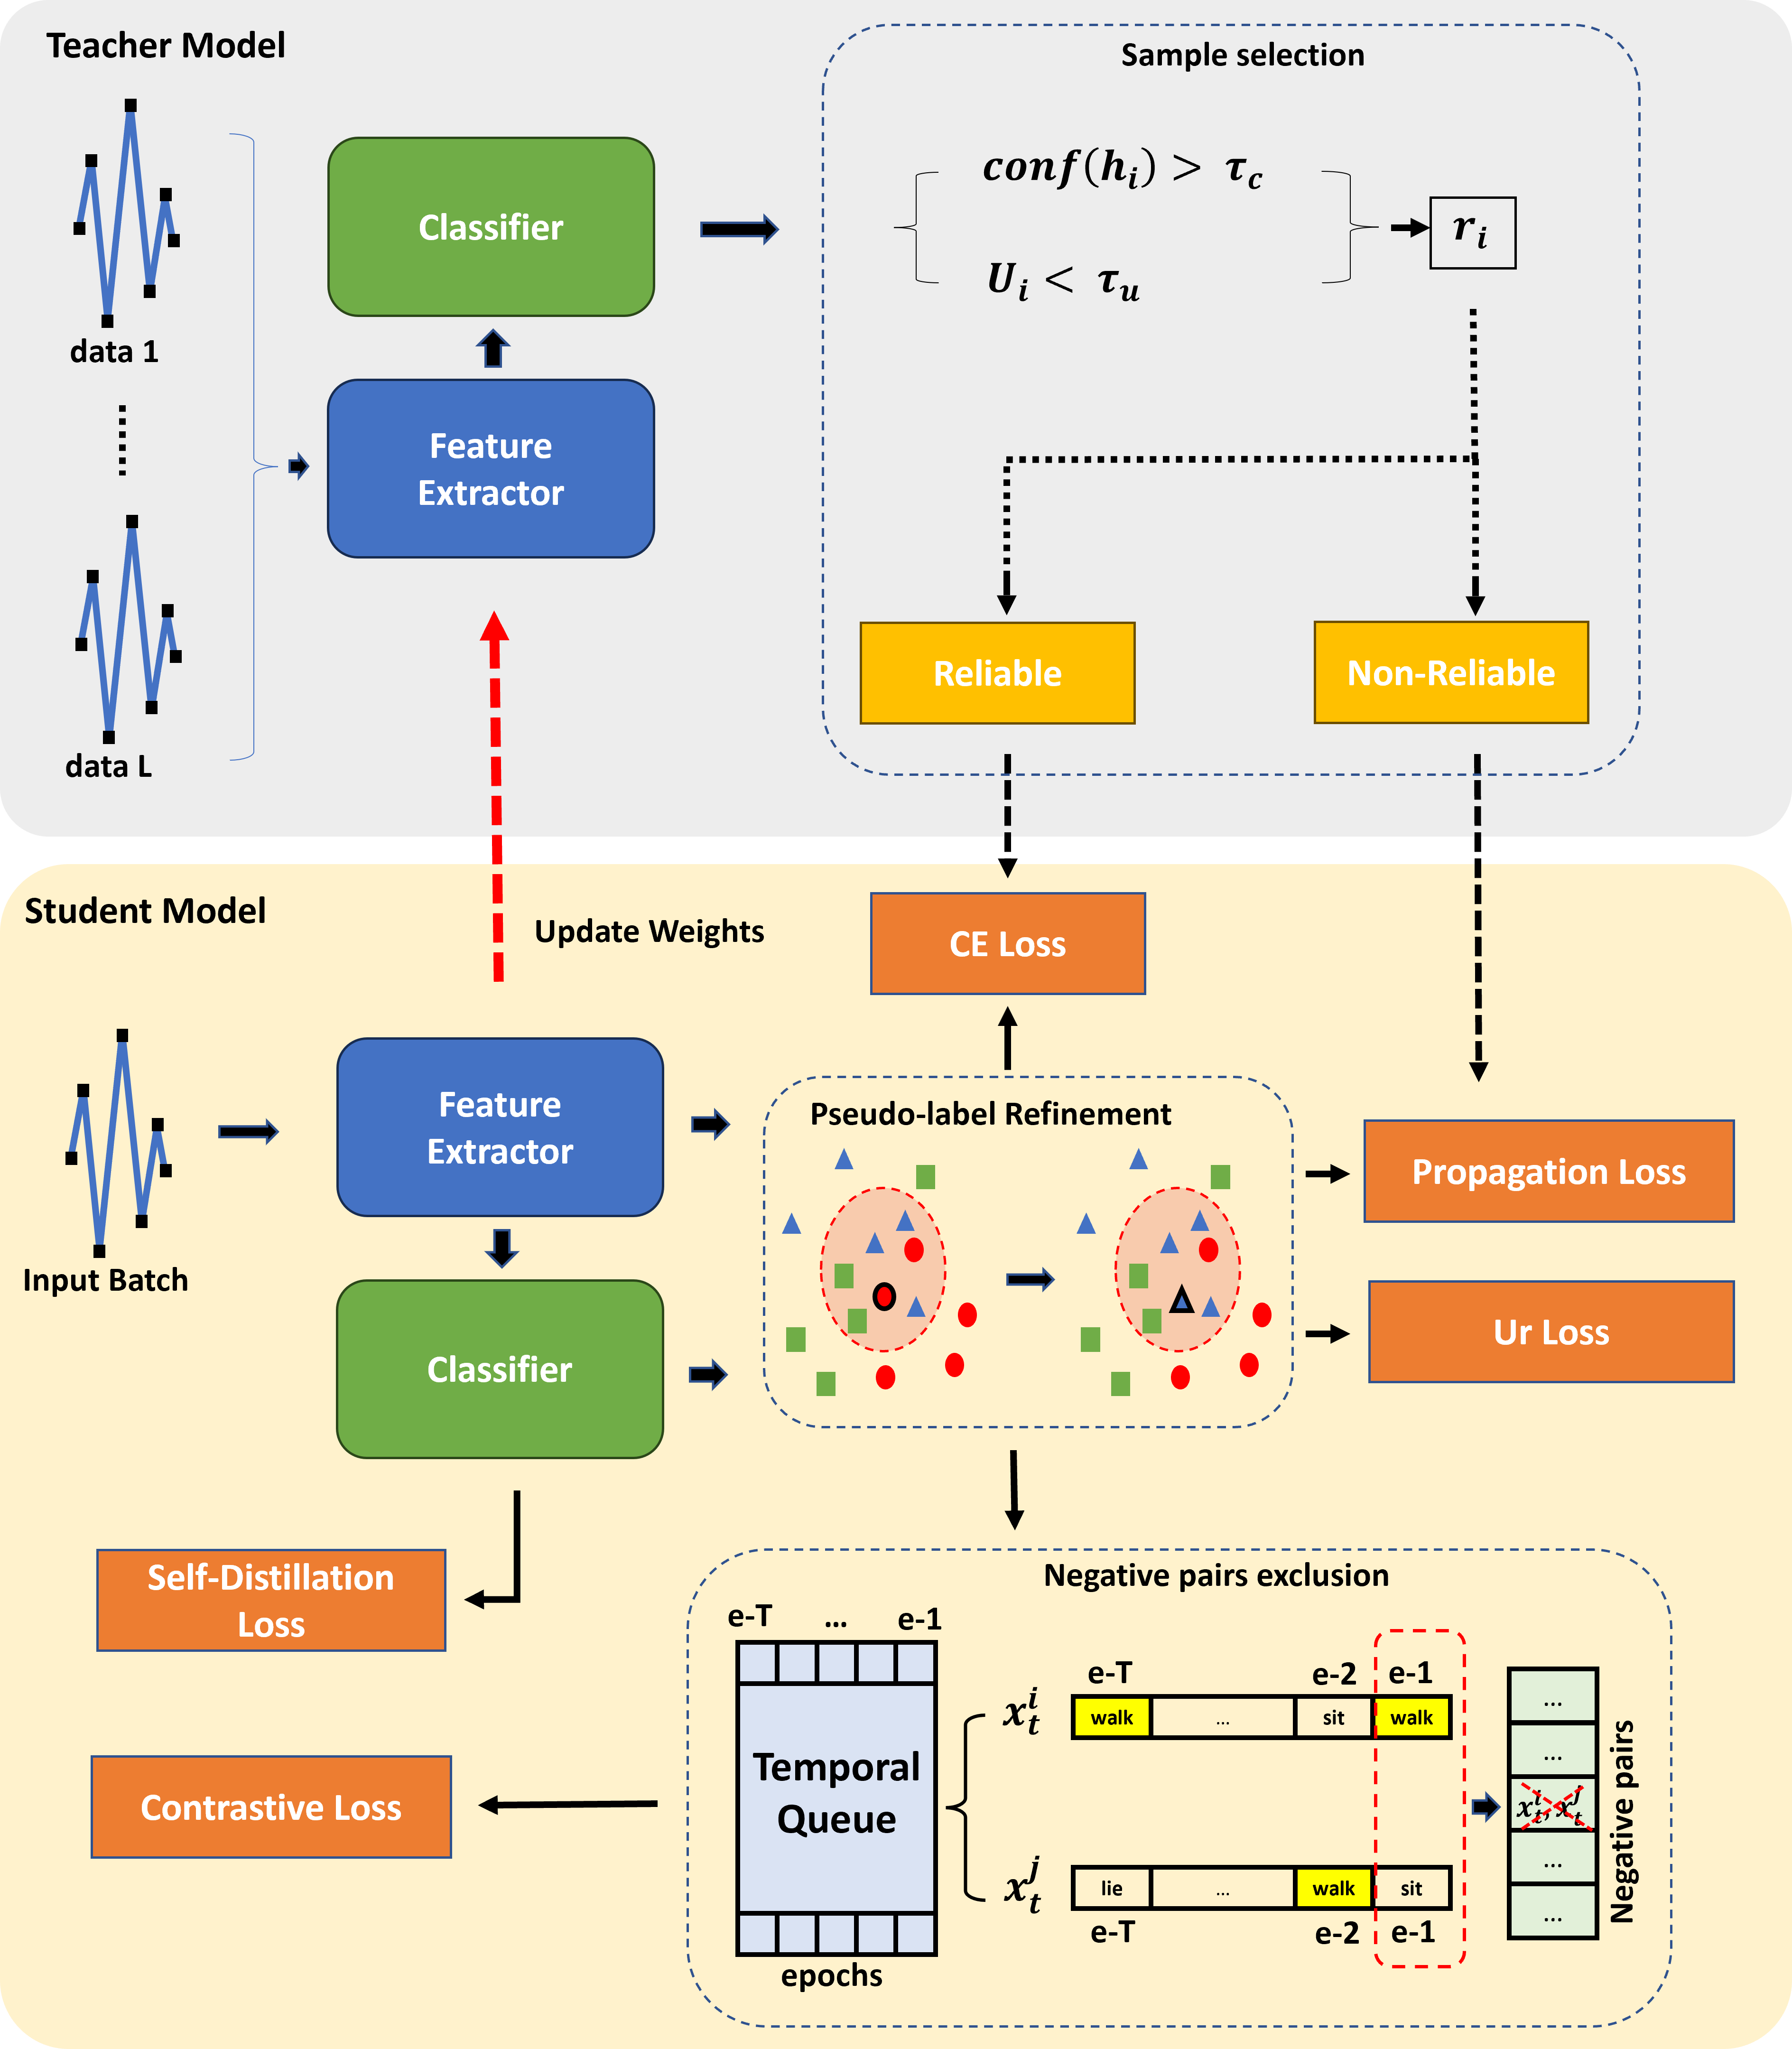 Teacher Model
Sample selection
data 1
data L
Classifier
Feature
Extractor
conf(h_i) > τ_c
U_i < τ_u
r_i
Reliable
Non-Reliable
Student Model
Update Weights
CE Loss
Input Batch
Feature
Extractor
Classifier
Pseudo-label Refinement
Propagation Loss
Ur Loss
Self-Distillation
Loss
Contrastive Loss
Negative pairs exclusion
e-T ... e-1
Temporal
Queue
epochs
e-T e-2 e-1
x_t^i walk ... sit walk
x_t^j lie ... walk sit
e-T e-2 e-1
...
...
x_t^i, x_t^j
...
...
Negative pairs